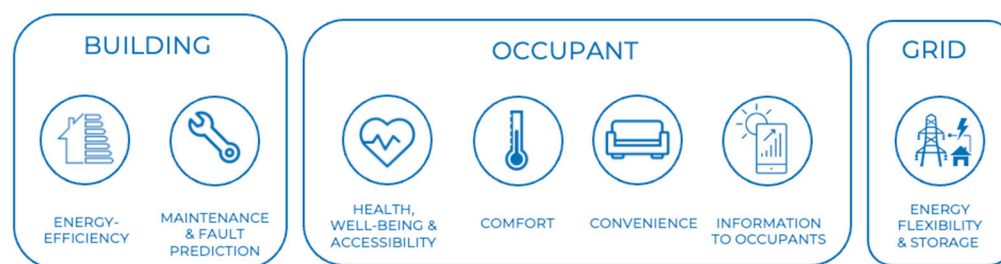 BUILDING
ENERGY-
EFFICIENCY
MAINTENANCE
& FAULT
PREDICTION
OCCUPANT
HEALTH,
WELL-BEING &
ACCESSIBILITY
COMFORT
CONVENIENCE
INFORMATION
TO OCCUPANTS
GRID
ENERGY
FLEXIBILITY
& STORAGE